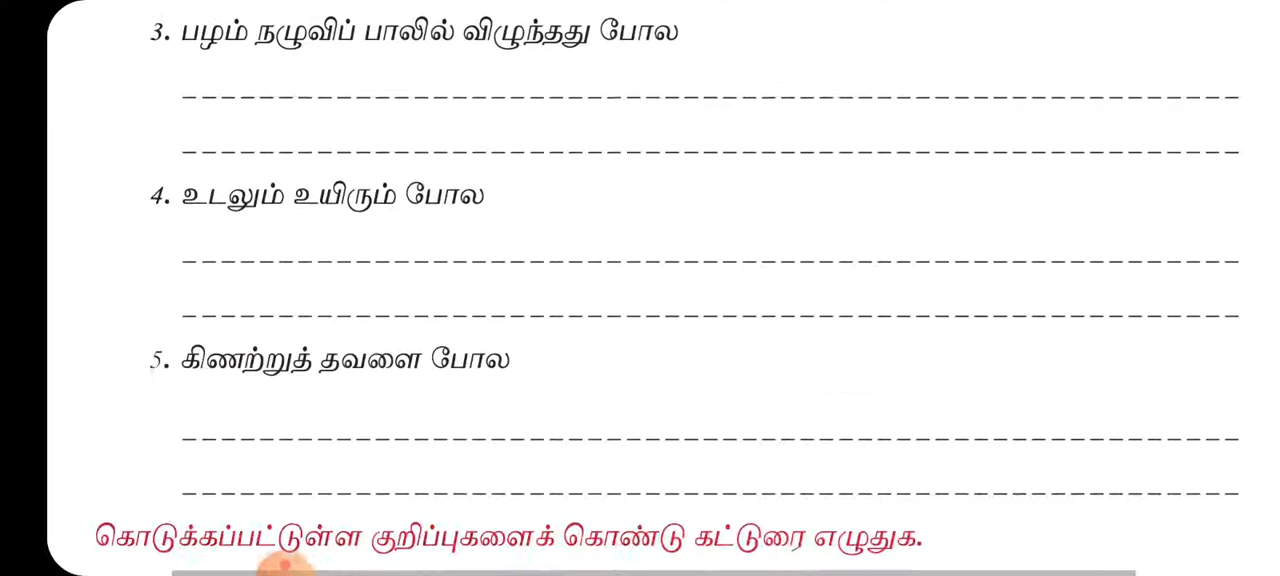 3. பழம் நழுவிப் பாலில் விழுந்தது போல
4. உடலும் உயிரும் போல
5. கிணற்றுத் தவளை போல
கொடுக்கப்பட்டுள்ள குறிப்புகளைக் கொண்டு கட்டுரை எழுதுக.